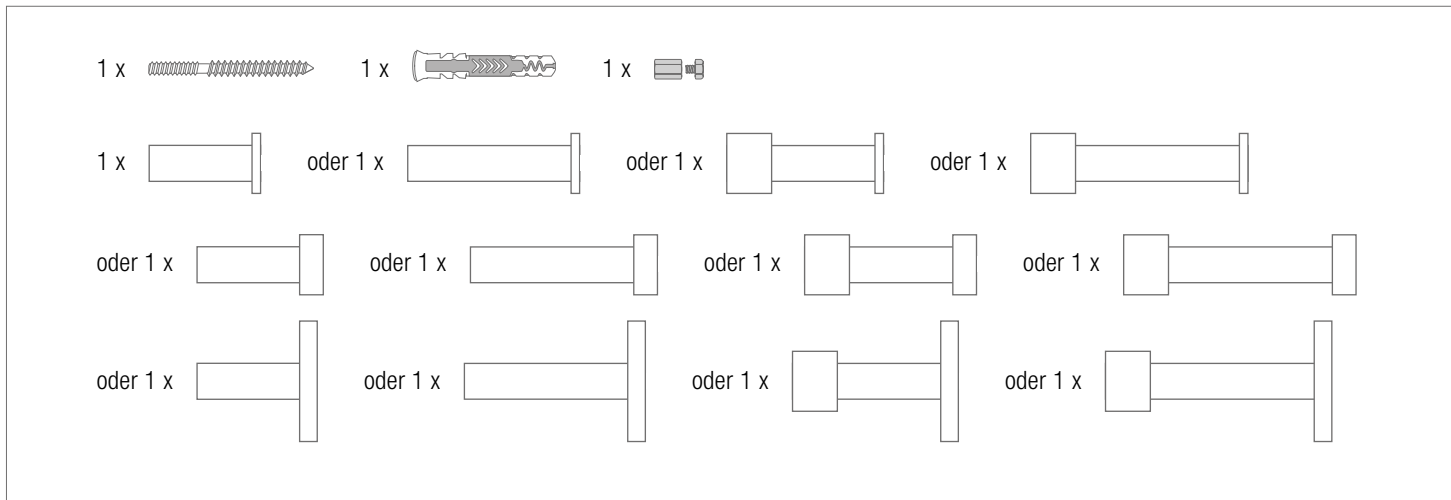 1 x 1 x 1 x
1 x oder 1 x oder 1 x oder 1 x
oder 1 x oder 1 x oder 1 x oder 1 x
oder 1 x oder 1 x oder 1 x oder 1 x